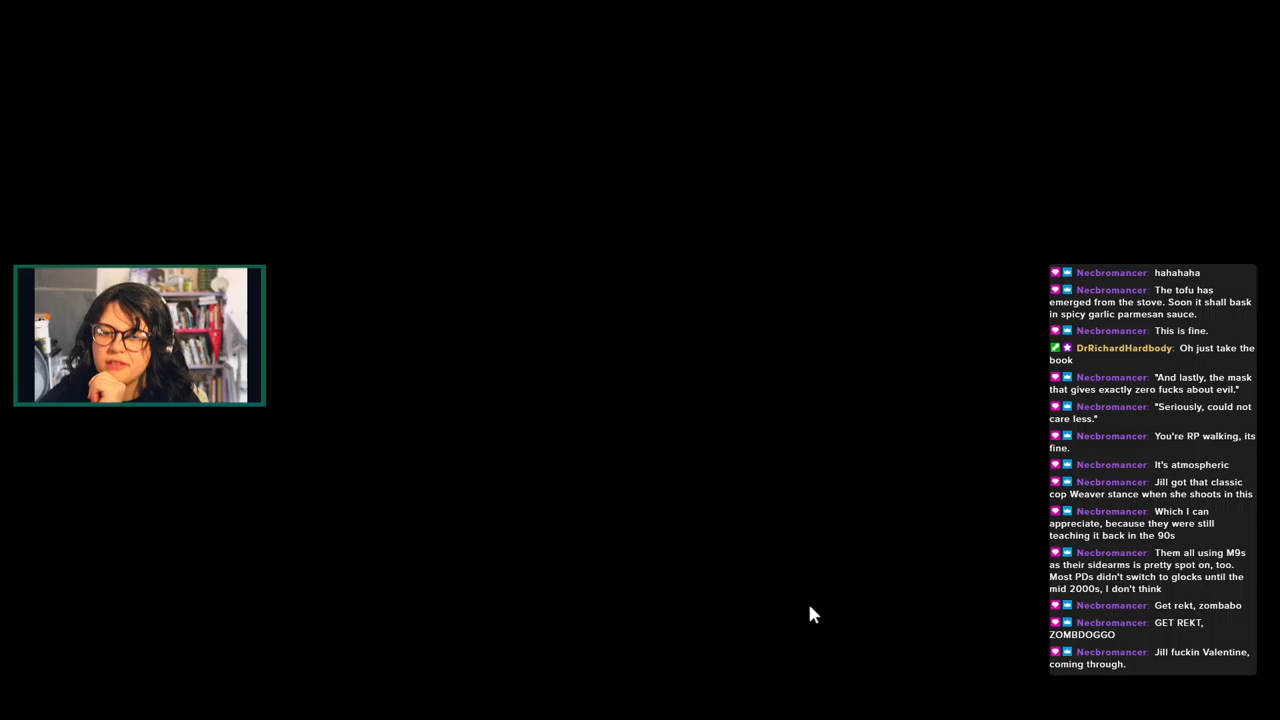 Necbromancer: hahahaha
Necbromancer: The tofu has
emerged from the stove. Soon it shall bask
in spicy garlic parmesan sauce.
Necbromancer: This is fine.
DrRichardHardbody: Oh just take the
book
Necbromancer: "And lastly, the mask
that gives exactly zero fucks about evil."
Necbromancer: "Seriously, could not
care less."
Necbromancer: You're RP walking, its
fine.
Necbromancer: It's atmospheric
Necbromancer: Jill got that classic
cop Weaver stance when she shoots in this
Necbromancer: Which I can
appreciate, because they were still
teaching it back in the 90s
Necbromancer: Them all using M9s
as their sidearms is pretty spot on, too.
Most PDs didn't switch to glocks until the
mid 2000s, I don't think
Necbromancer: Get rekt, zombabo
Necbromancer: GET REKT,
ZOMBDOGGO
Necbromancer: Jill fuckin Valentine,
coming through.